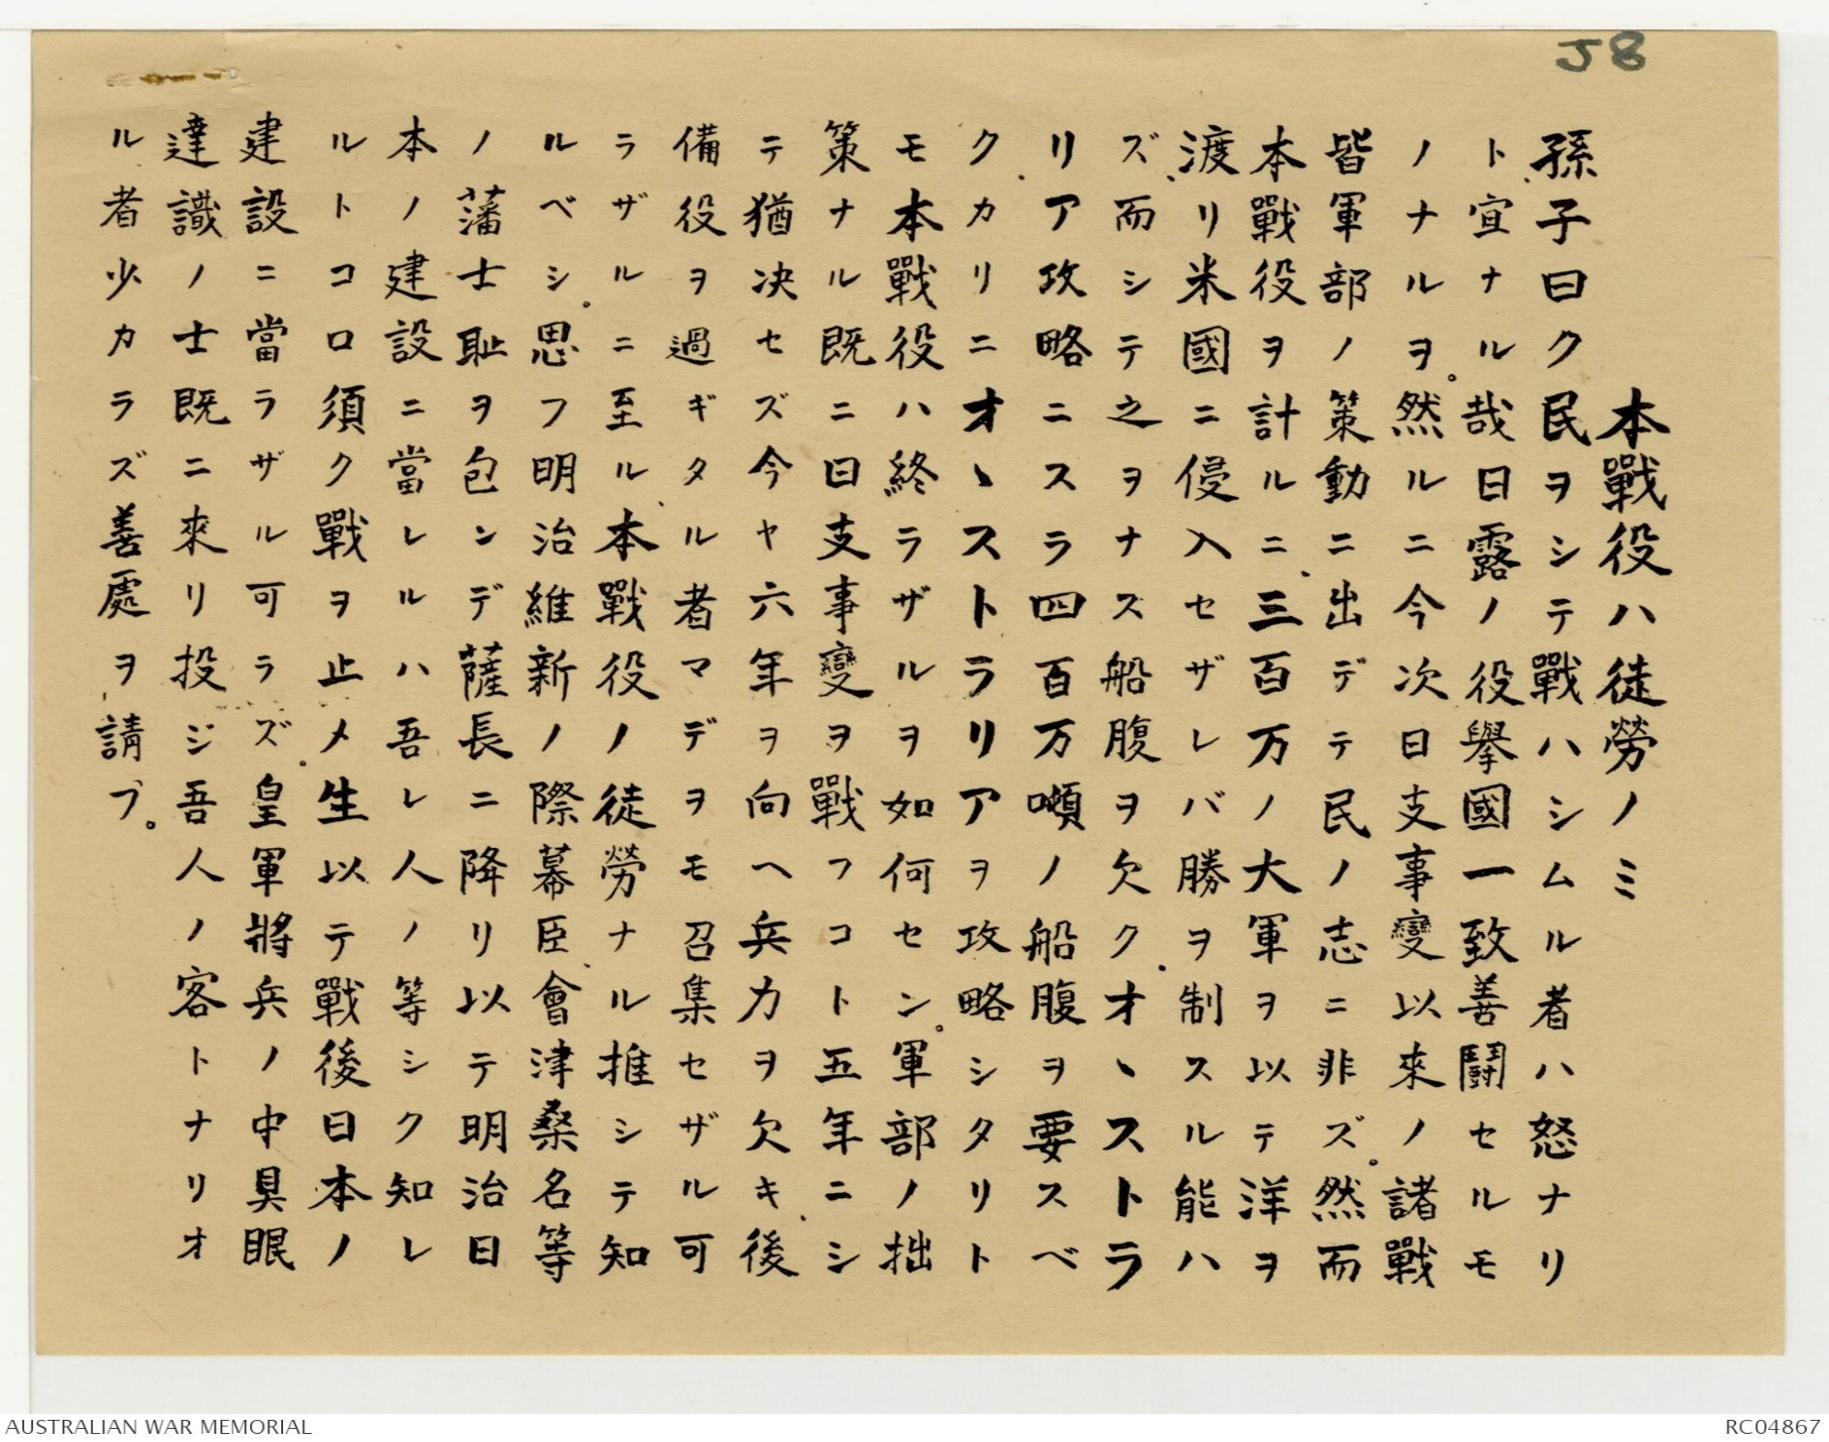 J8
本戰役ハ徒勞ノミ
孫子曰ク民ヲシテ戰ハシムル者ハ怒ナリ
ト、宜ナル哉日露ノ役擧國一致善鬪セルモ
ノナルヲ。然ルニ今次日支事變以來ノ諸戰
皆軍部ノ策動ニ出デテ民ノ志ニ非ズ。然而
本戰役ヲ計ルニ、三百万ノ大軍ヲ以テ洋ヲ
渡リ米國ニ侵入セザレバ勝ヲ制スル能ハ
ズ、而シテ之ヲナス船腹ヲ欠ク、オヽストラ
リア攻略ニスラ四百万噸ノ船腹ヲ要スベ
ク、カリニオヽストラリアヲ攻略シタリト
モ本戰役ハ終ラザルヲ如何セン。軍部ノ拙
策ナル既ニ日支事變ヲ戰フコト五年ニシ
テ猶决セズ今ヤ六年ヲ向ヘ兵力ヲ欠キ、後
備役ヲ過ギタル者マデヲモ召集セザル可
ラザルニ至ル、本戰役ノ徒勞ナル推シテ知
ルベシ。思フ明治維新ノ際幕臣、會津桑名等
ノ藩士耻ヲ包ンデ薩長ニ降リ以テ明治日
本ノ建設ニ當レルハ吾レ人ノ等シク知レ
ルトコロ須ク戰ヲ止メ生以テ戰後日本ノ
建設ニ當ラザル可ラズ。皇軍將兵ノ中具眼
達識ノ士既ニ來リ投ジ吾人ノ客トナリオ
ル者少カラズ善處ヲ請フ。
AUSTRALIAN WAR MEMORIAL
RC04867